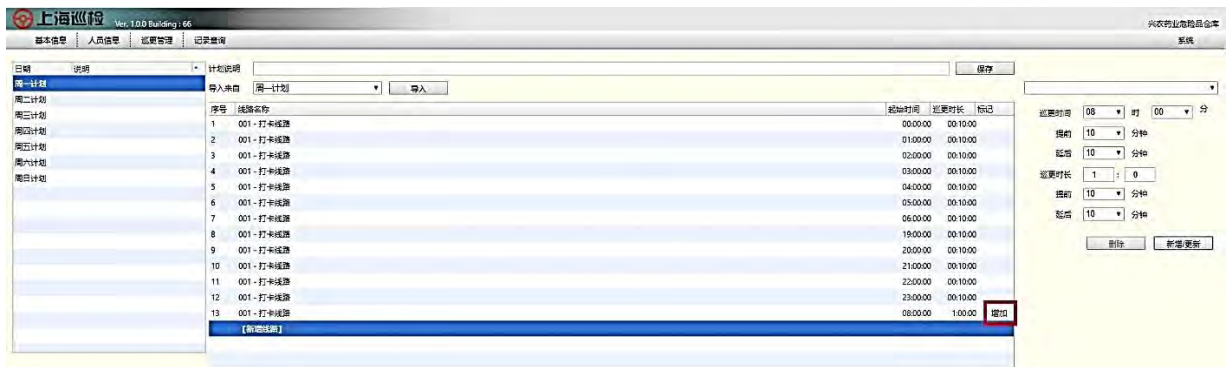 上海巡检 Ver. 1.0.0 Building : 66
兴农药业危险品仓库
基本信息 人员信息 巡更管理 记录查询 系统
日期 说明
周一计划
周二计划
周三计划
周四计划
周五计划
周六计划
周日计划
计划说明 保存
导入来自 周一计划 导入
序号 线路名称 起始时间 巡更时长 标记
1 001 - 打卡线路 00:00:00 00:10:00
2 001 - 打卡线路 01:00:00 00:10:00
3 001 - 打卡线路 02:00:00 00:10:00
4 001 - 打卡线路 03:00:00 00:10:00
5 001 - 打卡线路 04:00:00 00:10:00
6 001 - 打卡线路 05:00:00 00:10:00
7 001 - 打卡线路 06:00:00 00:10:00
8 001 - 打卡线路 19:00:00 00:10:00
9 001 - 打卡线路 20:00:00 00:10:00
10 001 - 打卡线路 21:00:00 00:10:00
11 001 - 打卡线路 22:00:00 00:10:00
12 001 - 打卡线路 23:00:00 00:10:00
13 001 - 打卡线路 08:00:00 1:00:00 增加
【新增线路】
巡更时间 08 时 00 分
提前 10 分钟
延后 10 分钟
巡更时长 1 : 0
提前 10 分钟
延后 10 分钟
删除 新增/更新